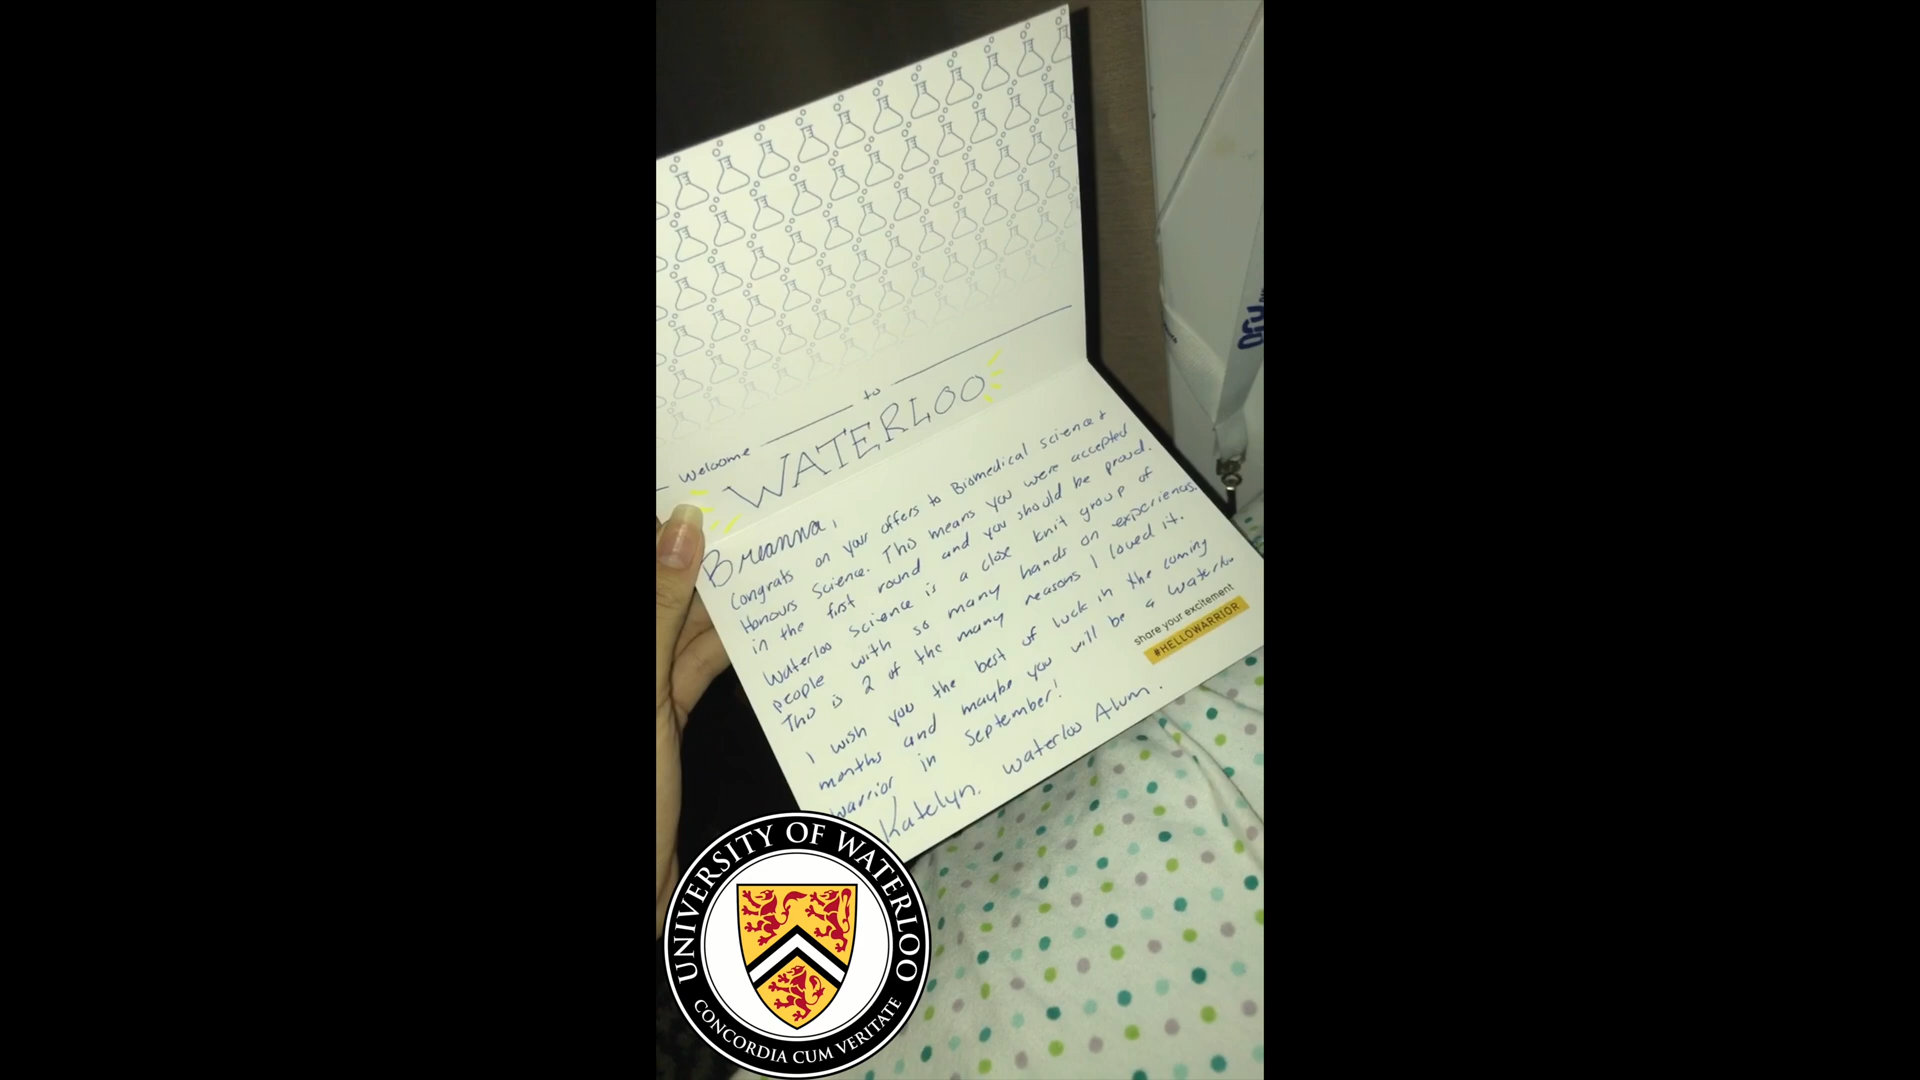 Welcome to
WATERLOO
Breanna,
Congrats on your offers to Biomedical science +
Honours Science. This means you were accepted
in the first round and you should be proud.
Waterloo Science is a close knit group of
people with so many hands on experiences.
This is 2 of the many reasons I loved it.
I wish you the best of luck in the coming
months and maybe you will be a Waterloo
Warrior in September!
Katelyn. Waterloo Alum.
share your excitement
#HELLOWARRIOR
UNIVERSITY OF WATERLOO
CONCORDIA CUM VERITATE